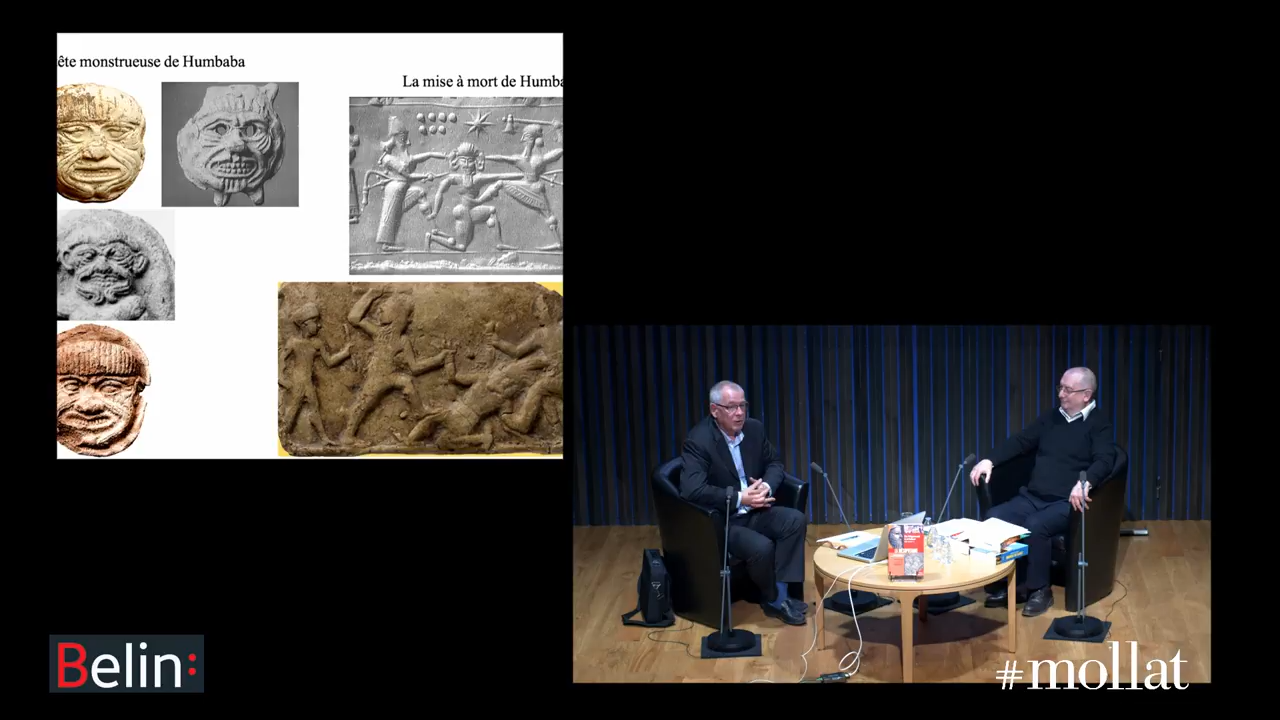 ête monstrueuse de Humbaba
La mise à mort de Humba
Belin:
#mollat